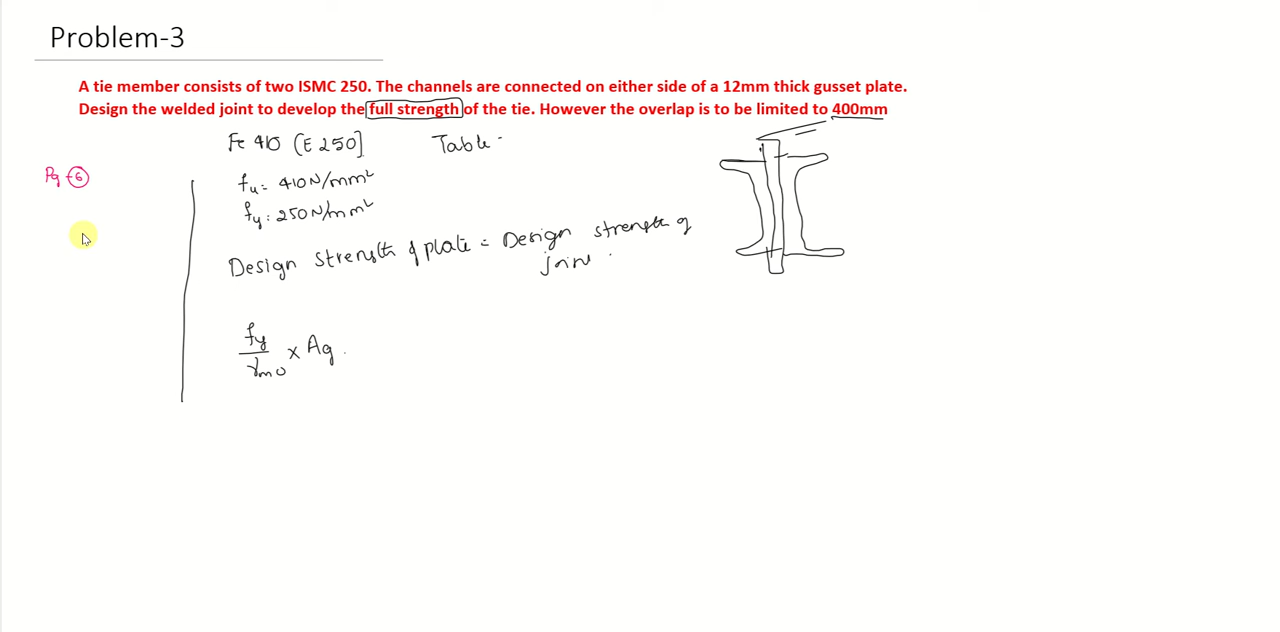 Problem-3
A tie member consists of two ISMC 250. The channels are connected on either side of a 12mm thick gusset plate.
Design the welded joint to develop the full strength of the tie. However the overlap is to be limited to 400mm
Fe 410 (E 250] Table -
Pg - 6
fu = 410 N/mm²
fy = 250 N/mm²
Design strength of plate = Design strength of
joint.
fy
γm0 × Ag.